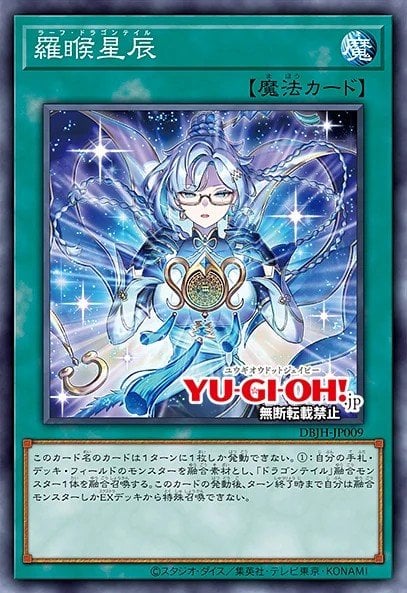 ラーフ・ドラゴンテイル
羅睺星辰
魔
【魔法カード】
ユウギオウドットジェイピー
YU-GI-OH!.jp
無断転載禁止
DBJH-JP009
このカード名のカードは1ターンに1枚しか発動できない。①:自分の手札・
デッキ・フィールドのモンスターを融合素材とし、「ドラゴンテイル」融合モン
スター1体を融合召喚する。このカードの発動後、ターン終了時まで自分は融合
モンスターしかEXデッキから特殊召喚できない。
©スタジオ・ダイス/集英社・テレビ東京・KONAMI